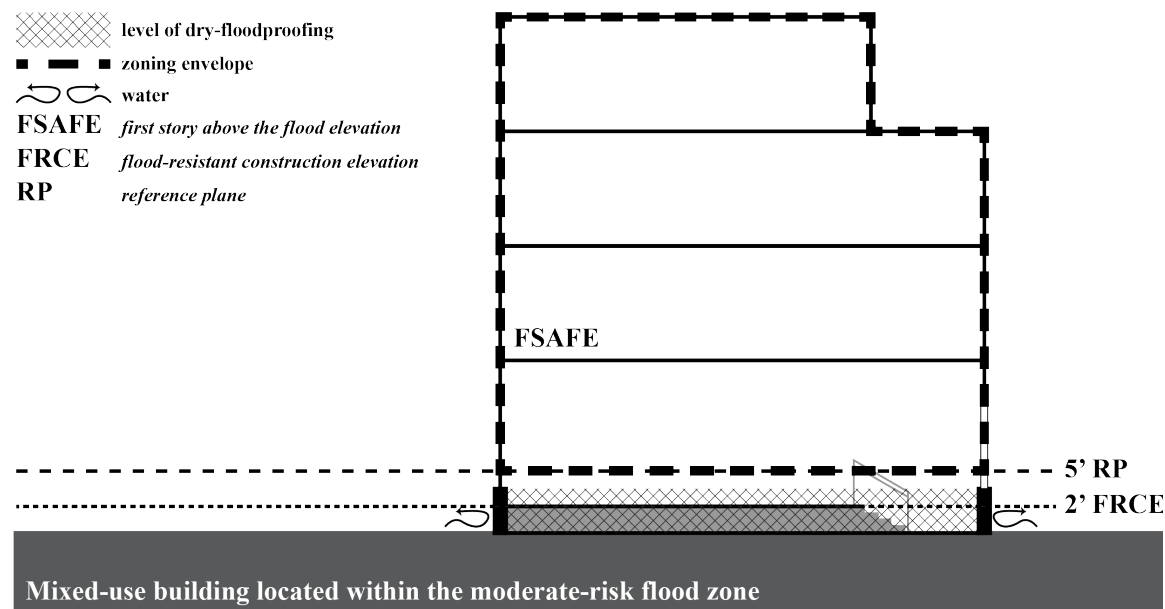 level of dry-floodproofing
zoning envelope
water
FSAFE first story above the flood elevation
FRCE flood-resistant construction elevation
RP reference plane
FSAFE
5’ RP
2’ FRCE
Mixed-use building located within the moderate-risk flood zone